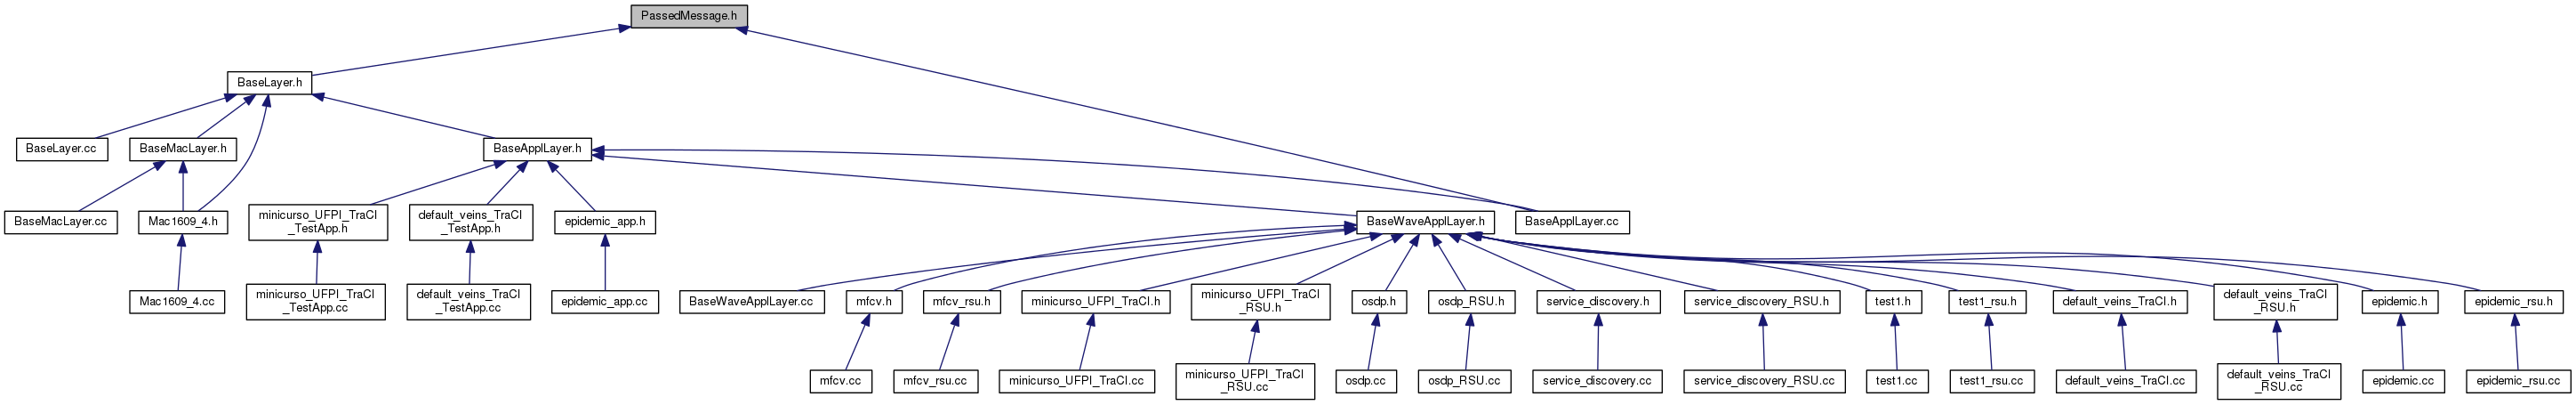 PassedMessage.h
BaseLayer.h
BaseLayer.cc
BaseMacLayer.h
BaseApplLayer.h
BaseMacLayer.cc
Mac1609_4.h
minicurso_UFPI_TraCI
_TestApp.h
default_veins_TraCI
_TestApp.h
epidemic_app.h
BaseWaveApplLayer.h
BaseApplLayer.cc
Mac1609_4.cc
minicurso_UFPI_TraCI
_TestApp.cc
default_veins_TraCI
_TestApp.cc
epidemic_app.cc
BaseWaveApplLayer.cc
mfcv.h
mfcv_rsu.h
minicurso_UFPI_TraCI.h
minicurso_UFPI_TraCI
_RSU.h
osdp.h
osdp_RSU.h
service_discovery.h
service_discovery_RSU.h
test1.h
test1_rsu.h
default_veins_TraCI.h
default_veins_TraCI
_RSU.h
epidemic.h
epidemic_rsu.h
mfcv.cc
mfcv_rsu.cc
minicurso_UFPI_TraCI.cc
minicurso_UFPI_TraCI
_RSU.cc
osdp.cc
osdp_RSU.cc
service_discovery.cc
service_discovery_RSU.cc
test1.cc
test1_rsu.cc
default_veins_TraCI.cc
default_veins_TraCI
_RSU.cc
epidemic.cc
epidemic_rsu.cc